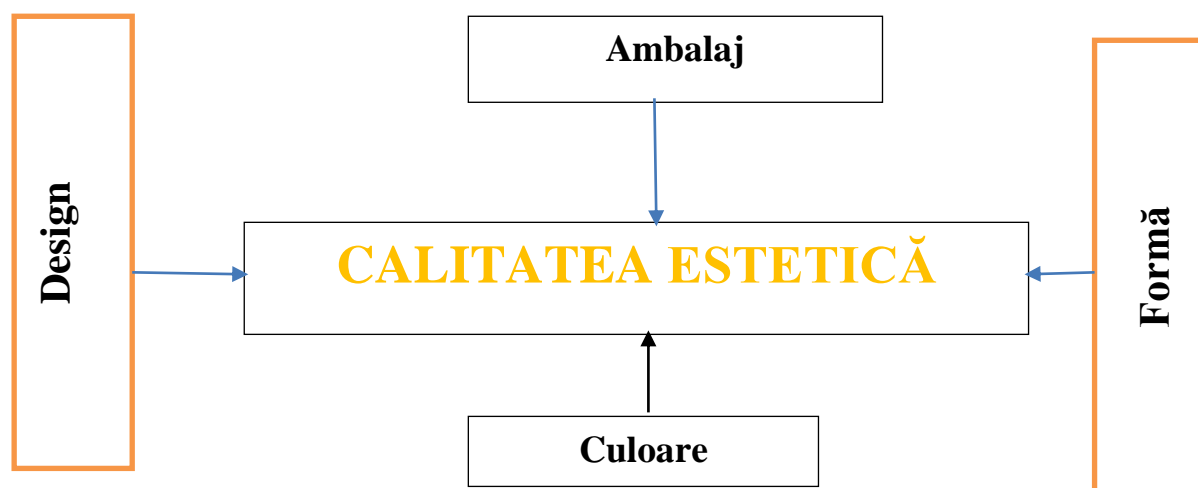 Ambalaj
Design
CALITATEA ESTETICĂ
Formă
Culoare